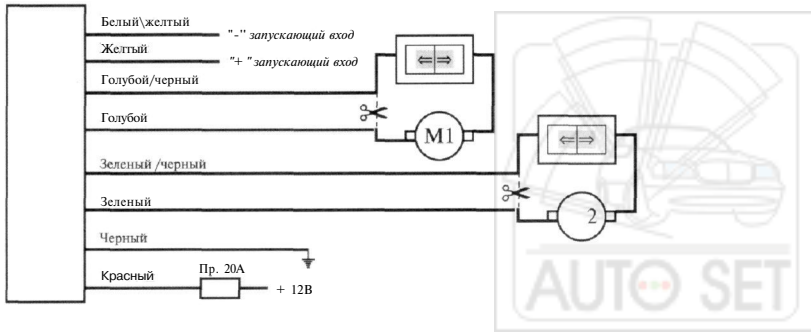 Белый\желтый
"-" запускающий вход
Желтый
"+" запускающий вход
Голубой/черный
Голубой
M1
Зеленый /черный
Зеленый
2
Черный
Красный
Пр. 20А
+ 12В
AUTO SET